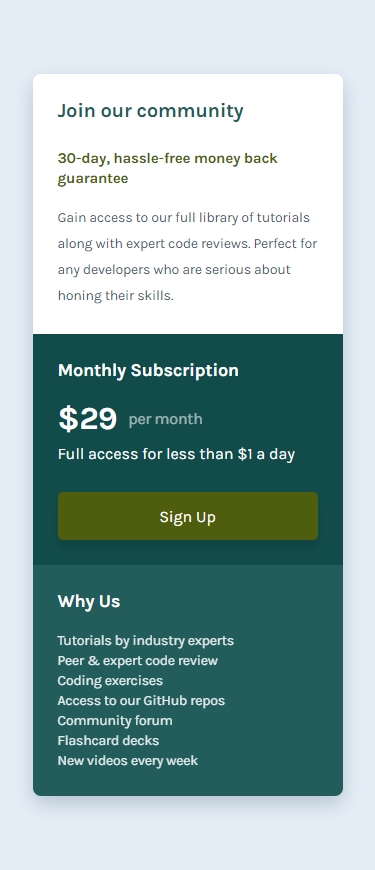 Join our community
30-day, hassle-free money back
guarantee
Gain access to our full library of tutorials
along with expert code reviews. Perfect for
any developers who are serious about
honing their skills.
Monthly Subscription
$29 per month
Full access for less than $1 a day
Sign Up
Why Us
Tutorials by industry experts
Peer & expert code review
Coding exercises
Access to our GitHub repos
Community forum
Flashcard decks
New videos every week